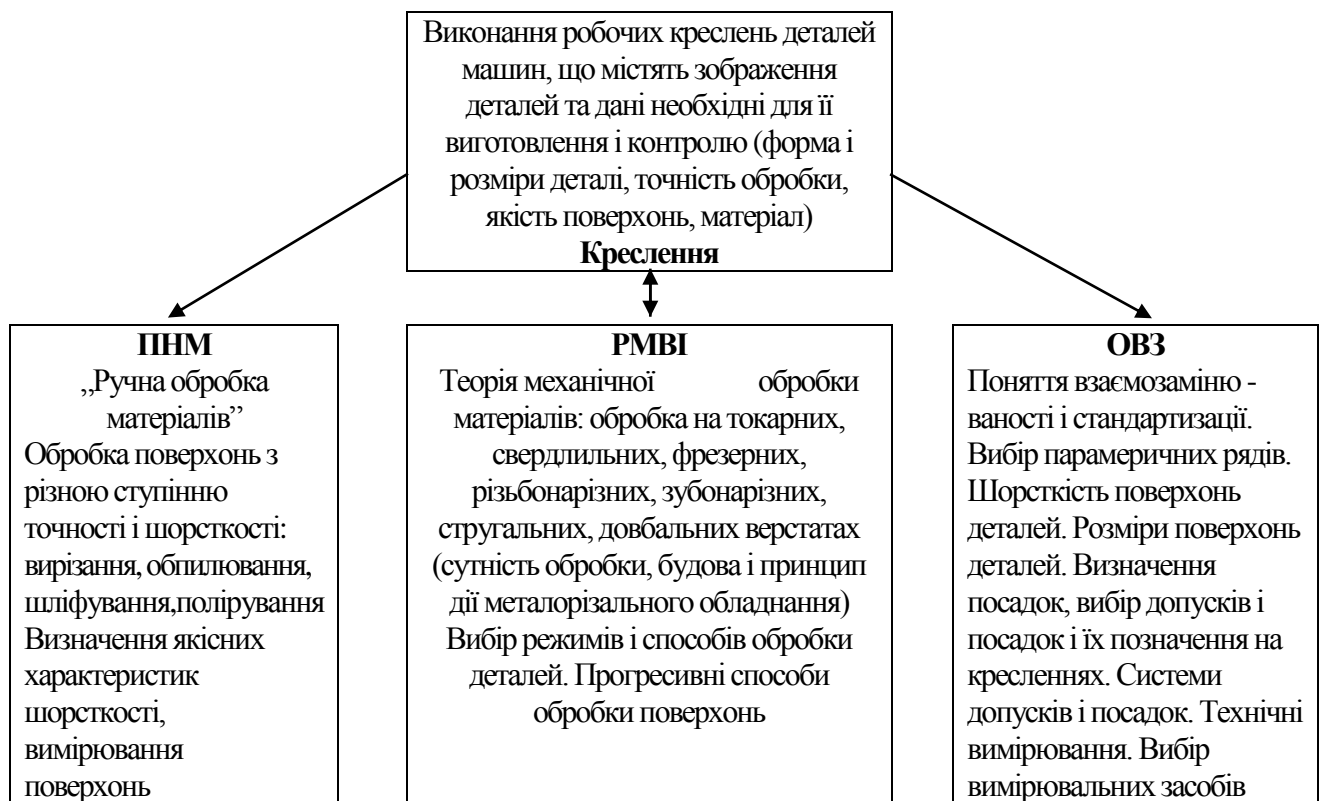 Виконання робочих креслень деталей
машин, що містять зображення
деталей та дані необхідні для її
виготовлення і контролю (форма і
розміри деталі, точність обробки,
якість поверхонь, матеріал)
Креслення
ПНМ
„Ручна обробка
матеріалів”
Обробка поверхонь з
різною ступінню
точності і шорсткості:
вирізання, обпилювання,
шліфування,полірування
Визначення якісних
характеристик
шорсткості,
вимірювання
поверхонь
РМВІ
Теорія механічної обробки
матеріалів: обробка на токарних,
свердлильних, фрезерних,
різьбонарізних, зубонарізних,
стругальних, довбальних верстатах
(сутність обробки, будова і принцип
дії металорізального обладнання)
Вибір режимів і способів обробки
деталей. Прогресивні способи
обробки поверхонь
ОВЗ
Поняття взаємозаміню -
ваності і стандартизації.
Вибір парамеричних рядів.
Шорсткість поверхонь
деталей. Розміри поверхонь
деталей. Визначення
посадок, вибір допусків і
посадок і їх позначення на
кресленнях. Системи
допусків і посадок. Технічні
вимірювання. Вибір
вимірювальних засобів